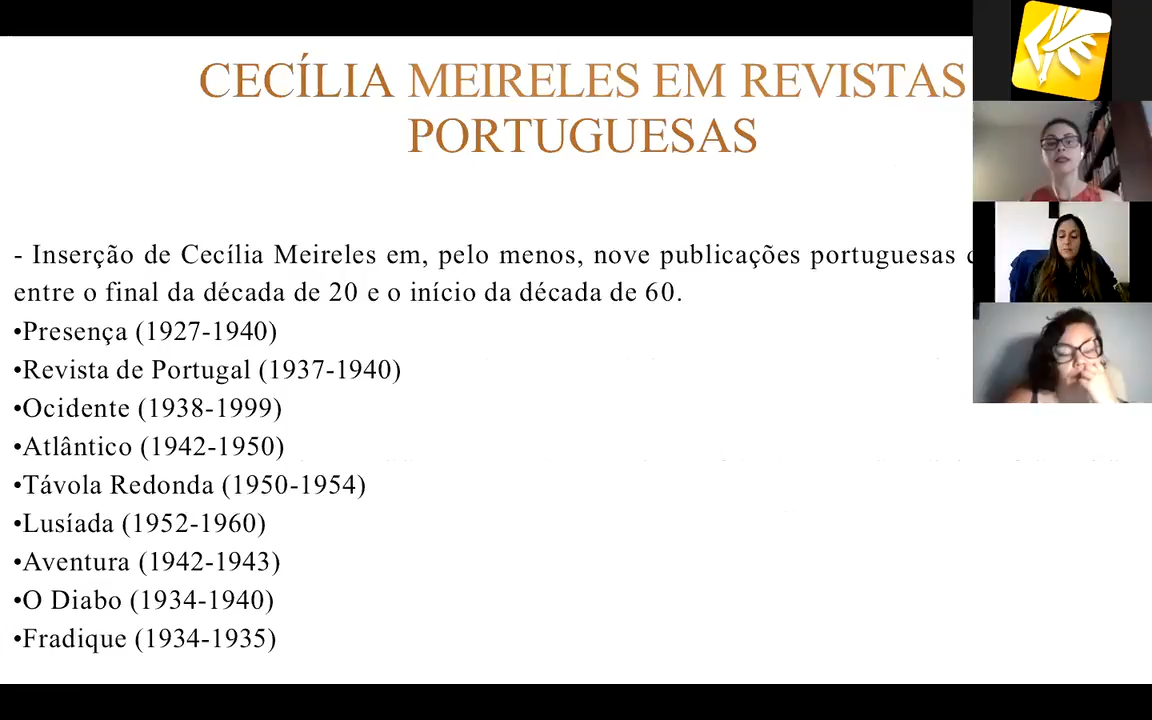 CECÍLIA MEIRELES EM REVISTAS
PORTUGUESAS
- Inserção de Cecília Meireles em, pelo menos, nove publicações portuguesas
entre o final da década de 20 e o início da década de 60.
•Presença (1927-1940)
•Revista de Portugal (1937-1940)
•Ocidente (1938-1999)
•Atlântico (1942-1950)
•Távola Redonda (1950-1954)
•Lusíada (1952-1960)
•Aventura (1942-1943)
•O Diabo (1934-1940)
•Fradique (1934-1935)